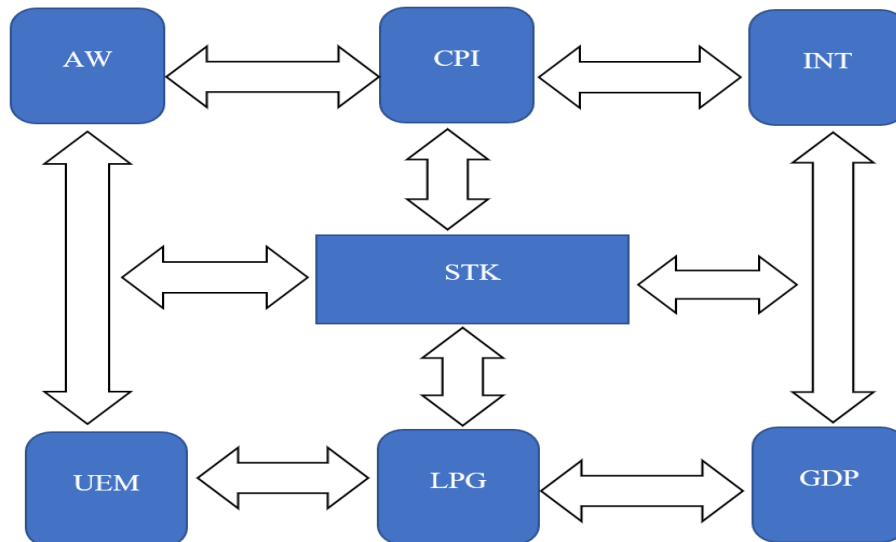 AW
CPI
INT
STK
UEM
LPG
GDP